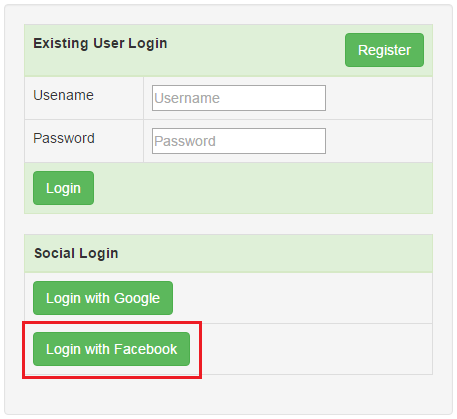 Existing User Login
Register
Usename
Username
Password
Password
Login
Social Login
Login with Google
Login with Facebook